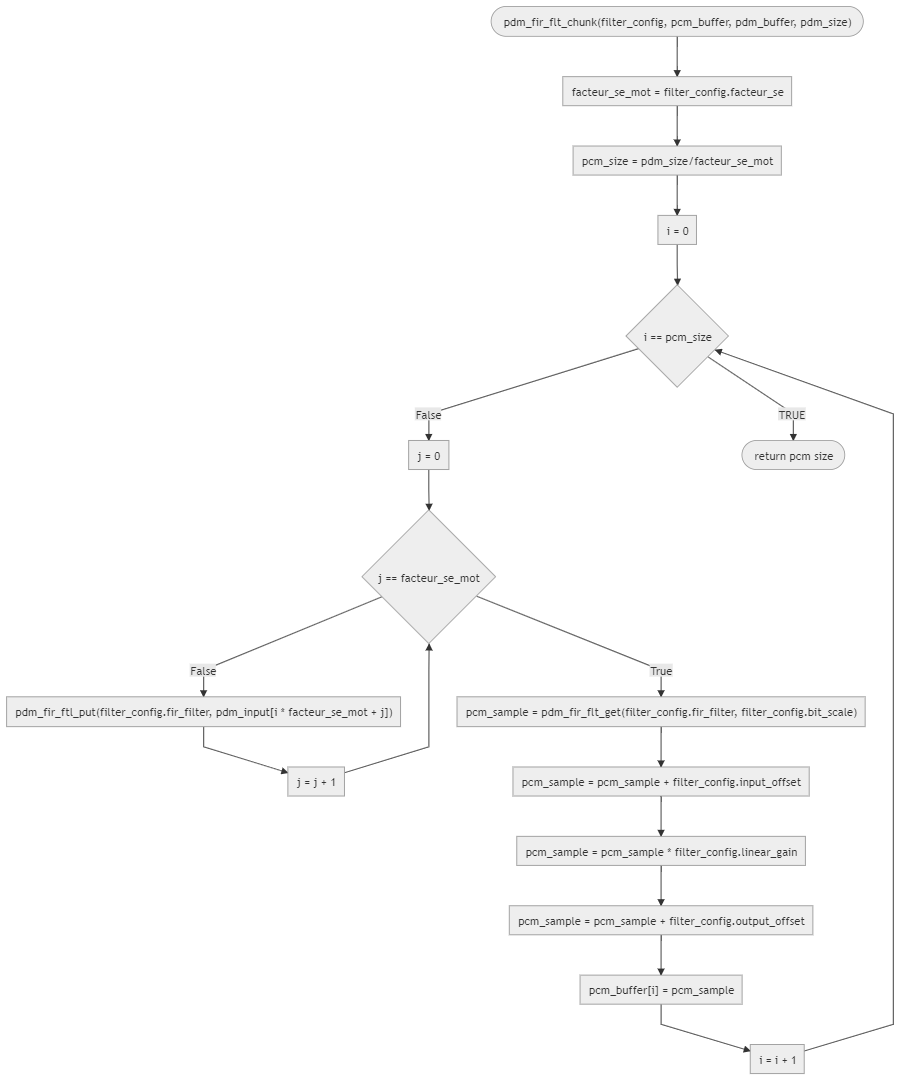 pdm_fir_flt_chunk(filter_config, pcm_buffer, pdm_buffer, pdm_size)
facteur_se_mot = filter_config.facteur_se
pcm_size = pdm_size/facteur_se_mot
i = 0
i == pcm_size
False
TRUE
j = 0
return pcm size
j == facteur_se_mot
False
True
pdm_fir_ftl_put(filter_config.fir_filter, pdm_input[i * facteur_se_mot + j])
pcm_sample = pdm_fir_flt_get(filter_config.fir_filter, filter_config.bit_scale)
j = j + 1
pcm_sample = pcm_sample + filter_config.input_offset
pcm_sample = pcm_sample * filter_config.linear_gain
pcm_sample = pcm_sample + filter_config.output_offset
pcm_buffer[i] = pcm_sample
i = i + 1